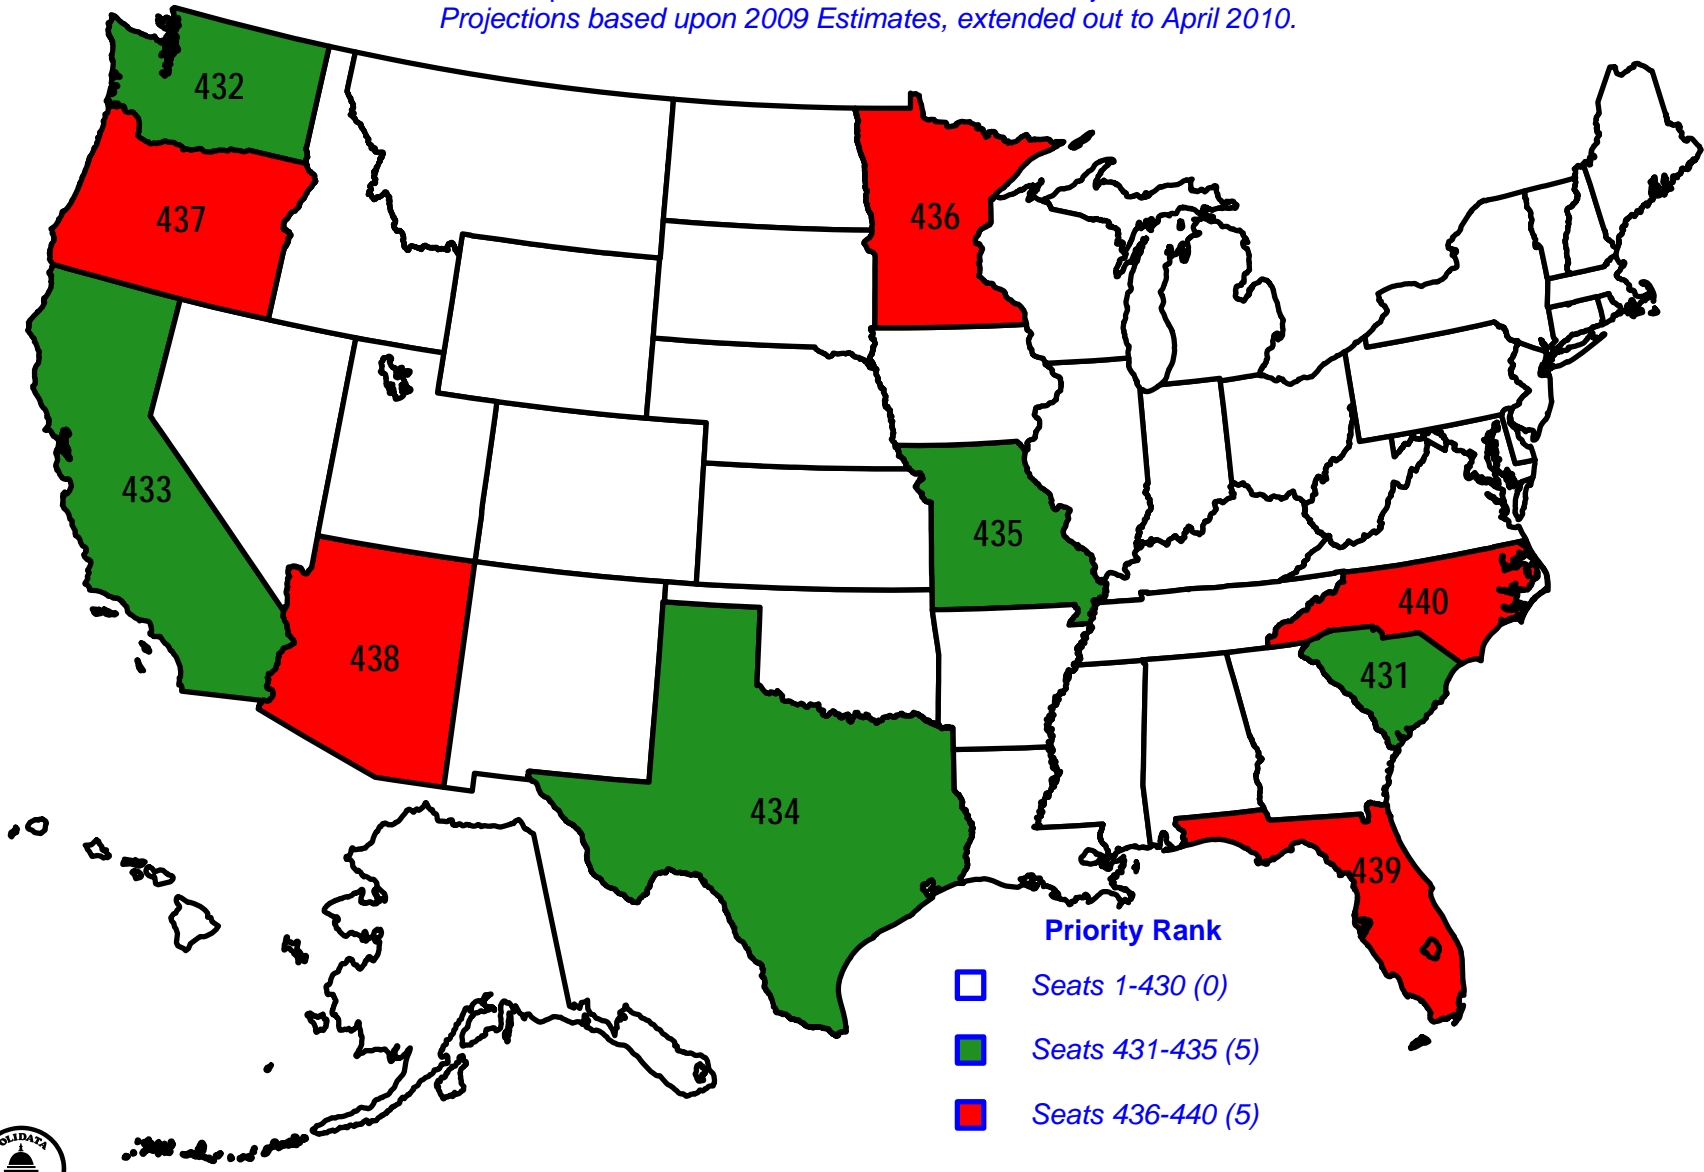 Projections based upon 2009 Estimates, extended out to April 2010.
432
437
436
433
435
440
438
431
434
439
Priority Rank
Seats 1-430 (0)
Seats 431-435 (5)
Seats 436-440 (5)
OLIDATA